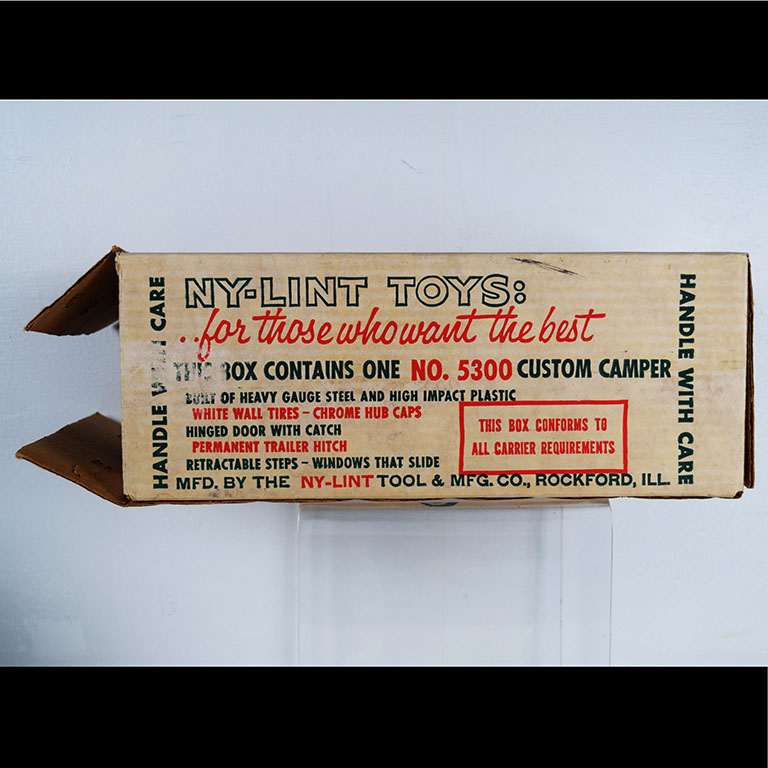 NY-LINT TOYS:
..for those who want the best
THIS BOX CONTAINS ONE NO. 5300 CUSTOM CAMPER
BUILT OF HEAVY GAUGE STEEL AND HIGH IMPACT PLASTIC
WHITE WALL TIRES – CHROME HUB CAPS
HINGED DOOR WITH CATCH
PERMANENT TRAILER HITCH
RETRACTABLE STEPS – WINDOWS THAT SLIDE
THIS BOX CONFORMS TO
ALL CARRIER REQUIREMENTS
MFD. BY THE NY-LINT TOOL & MFG. CO., ROCKFORD, ILL.
HANDLE WITH CARE
HANDLE WITH CARE